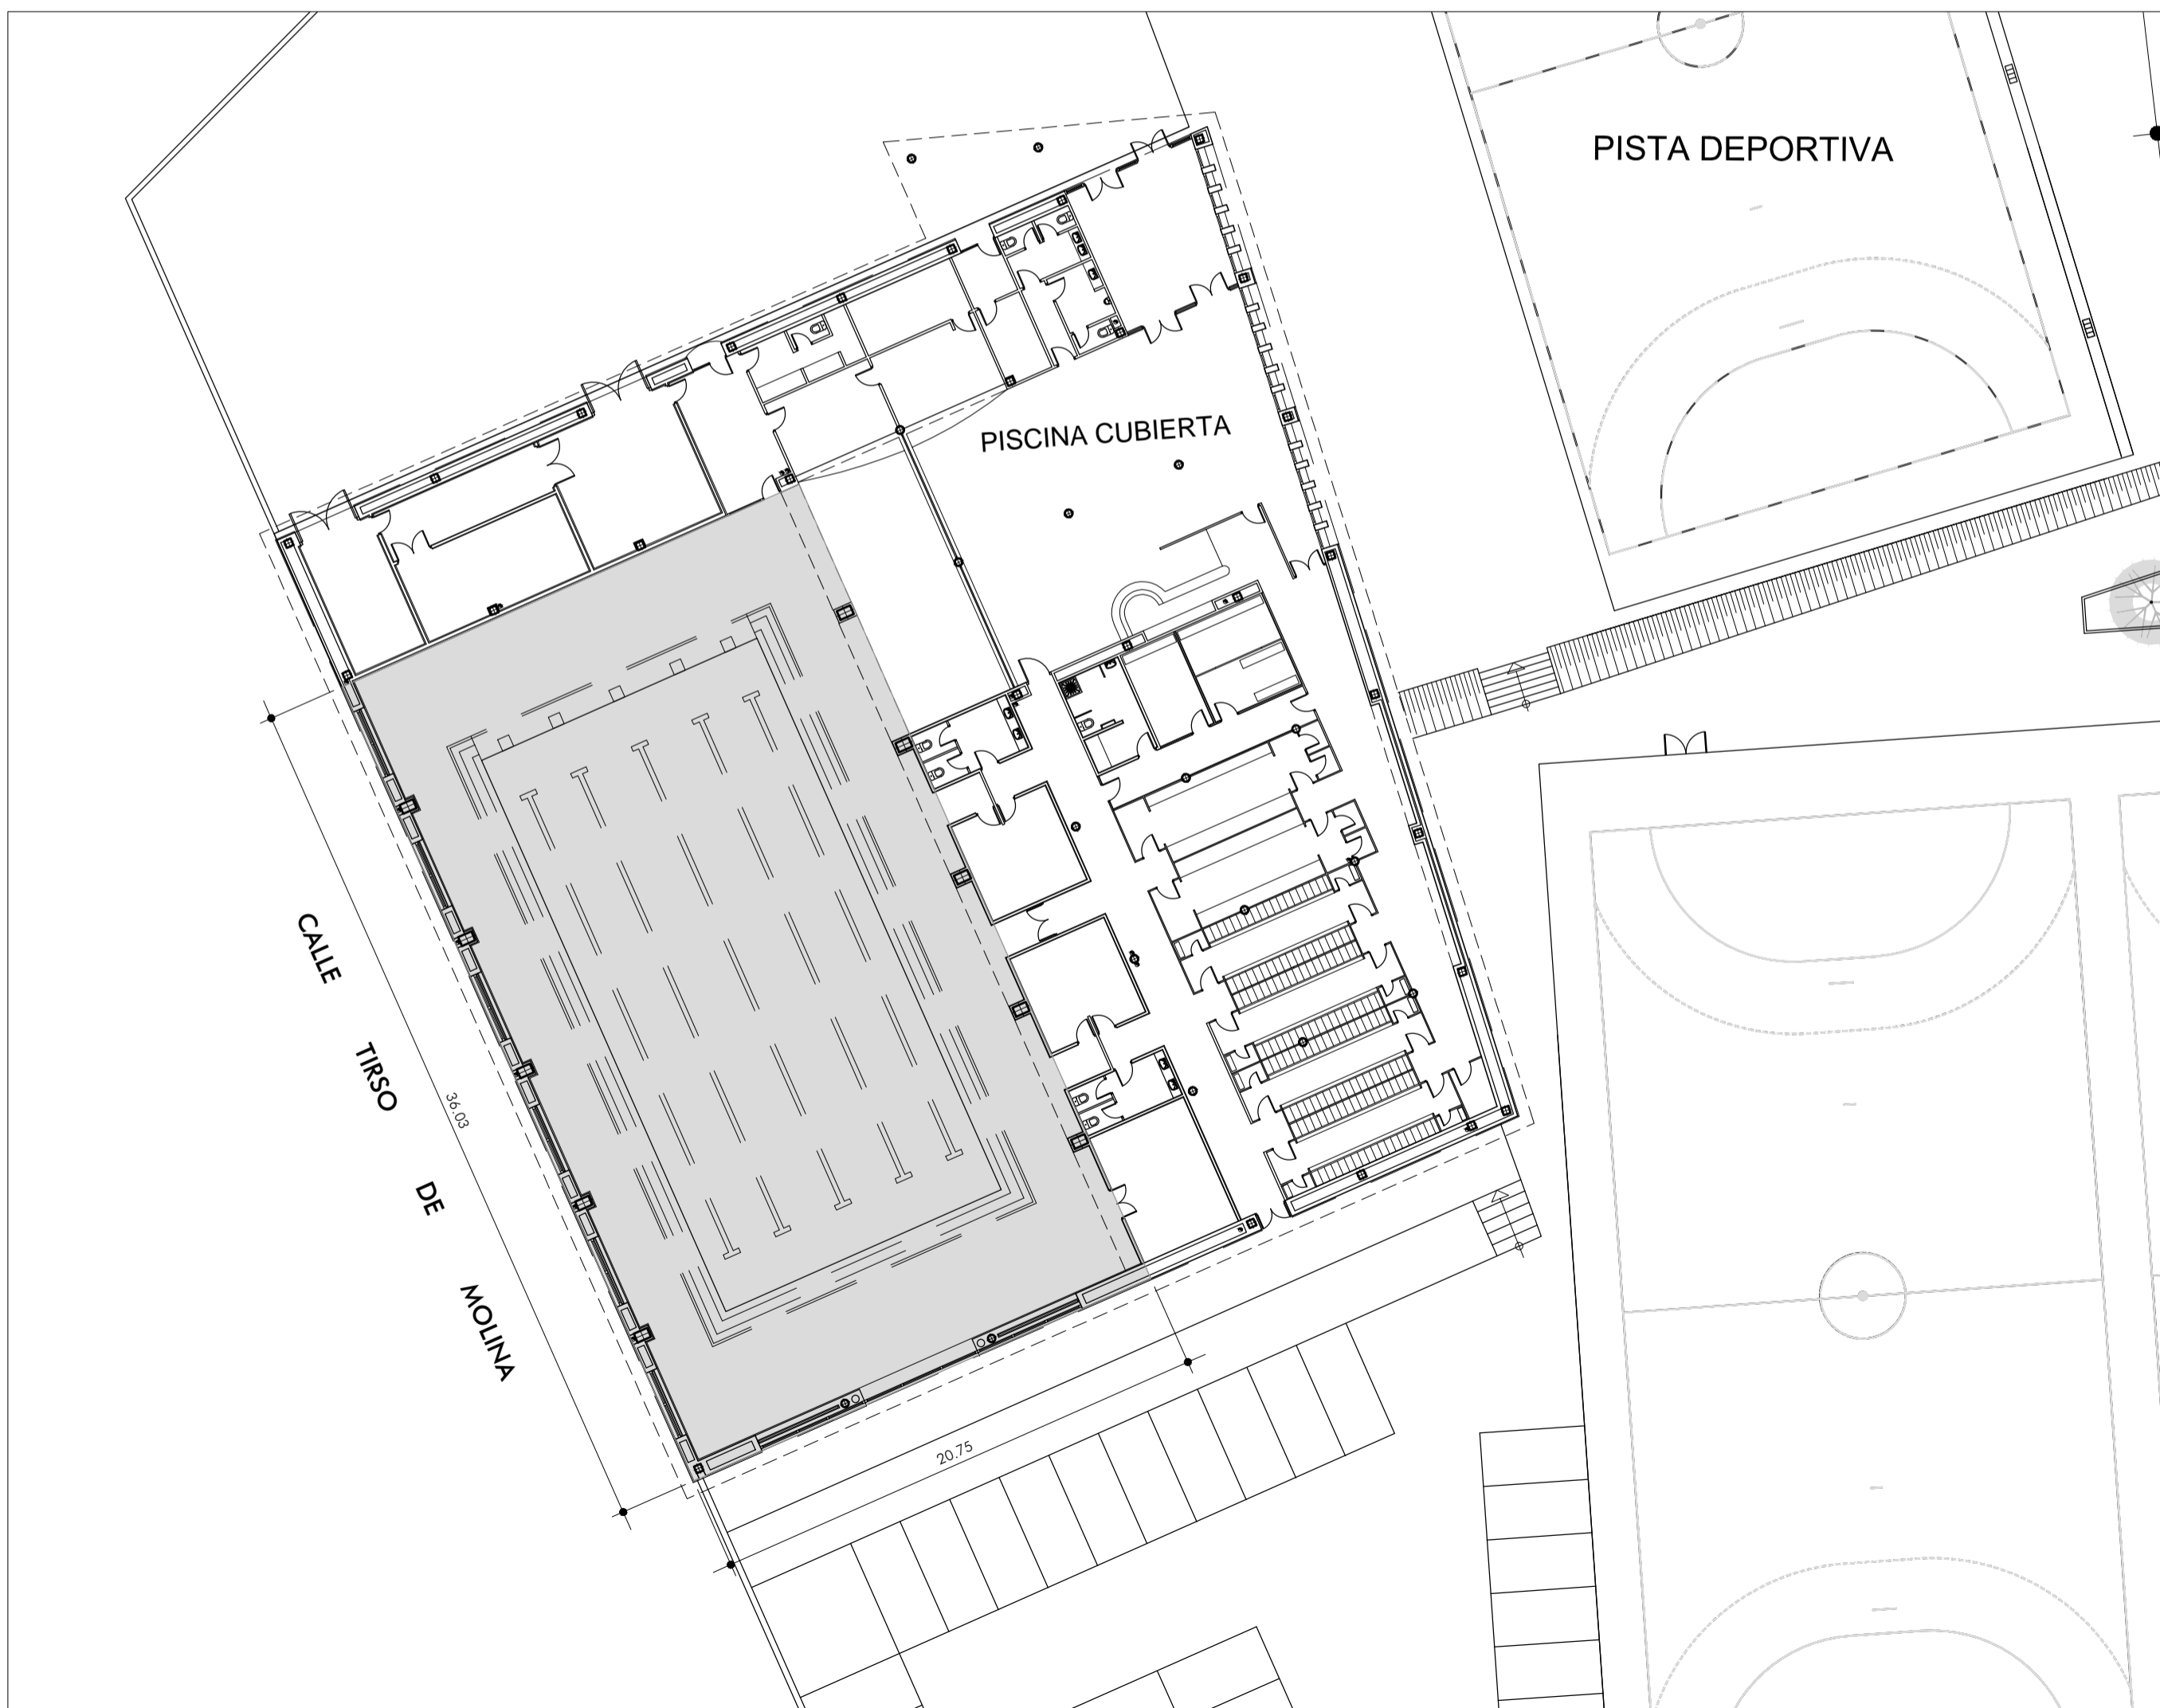 PISTA DEPORTIVA
PISCINA CUBIERTA
CALLE TIRSO DE MOLINA
36.03
20.75